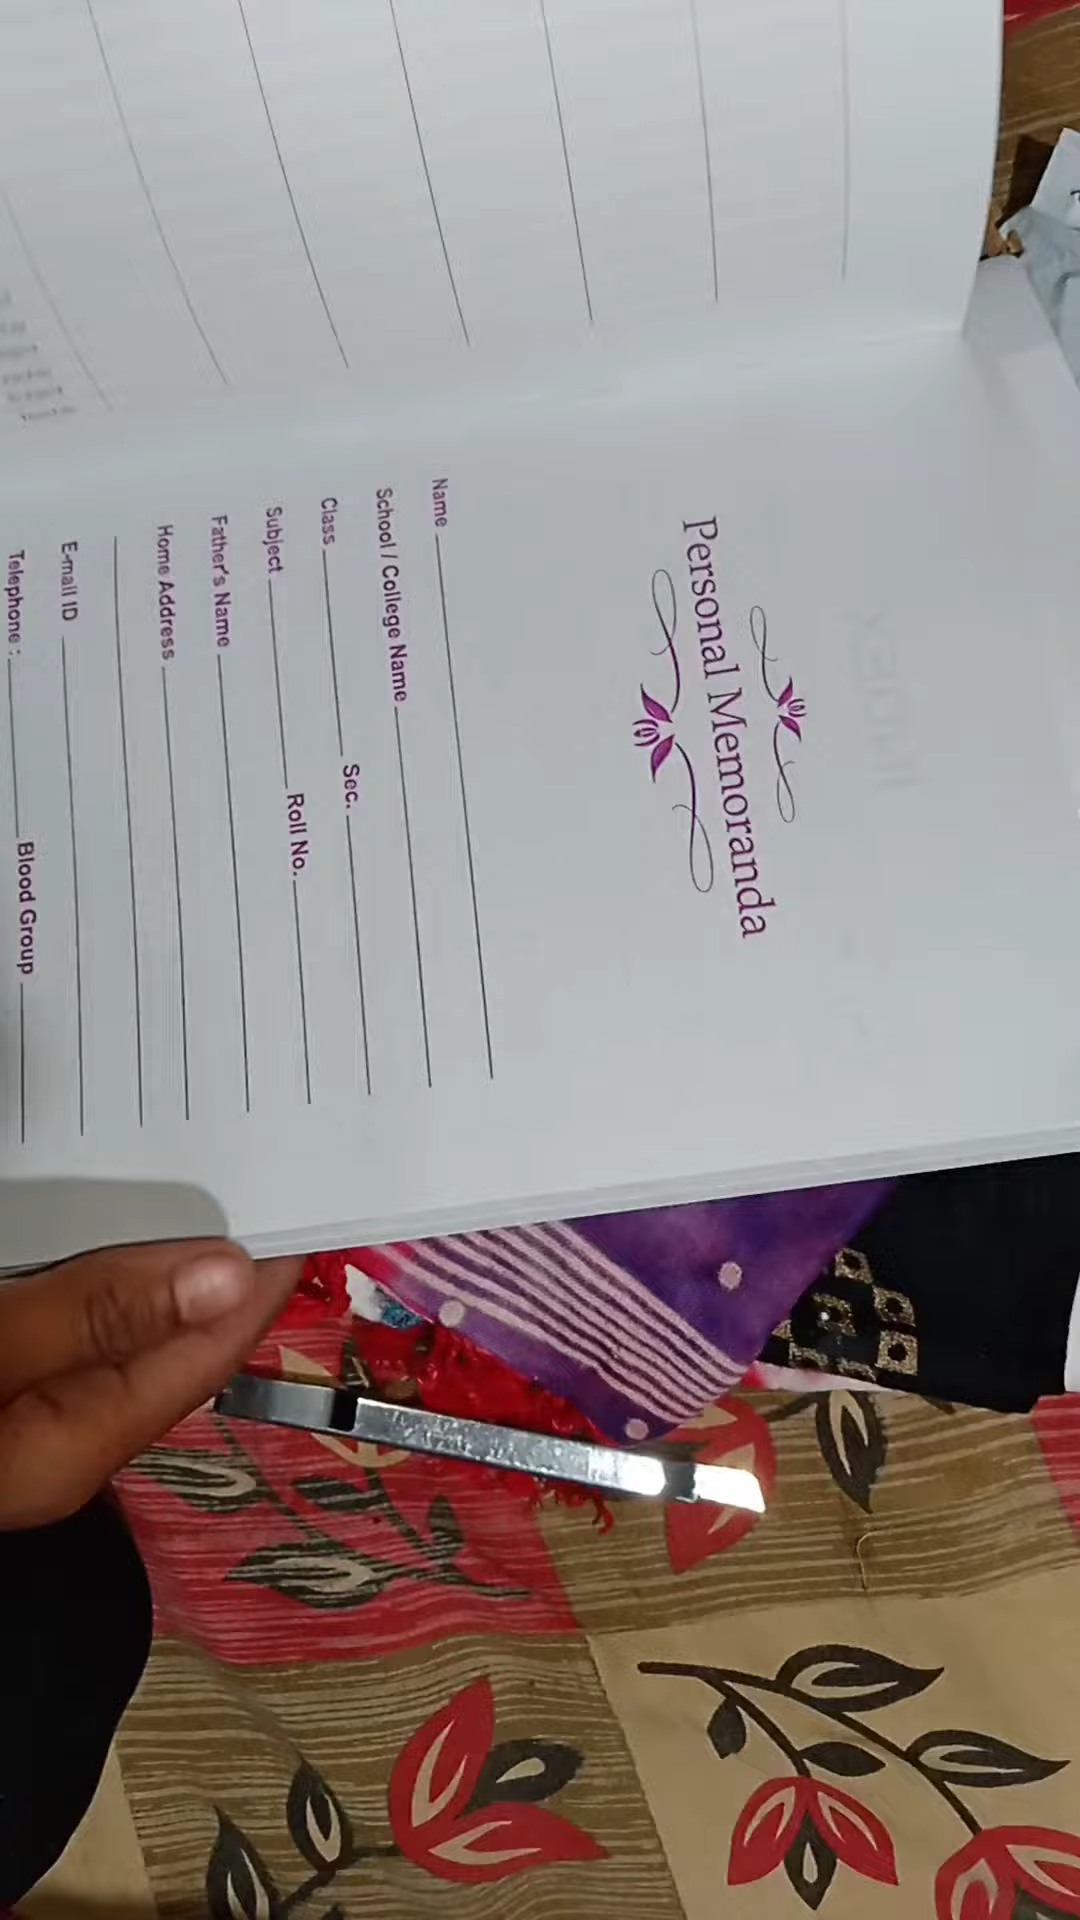 Personal Memoranda
Name
School / College Name
Class Sec.
Subject Roll No.
Father's Name
Home Address
E-mail ID
Telephone : Blood Group